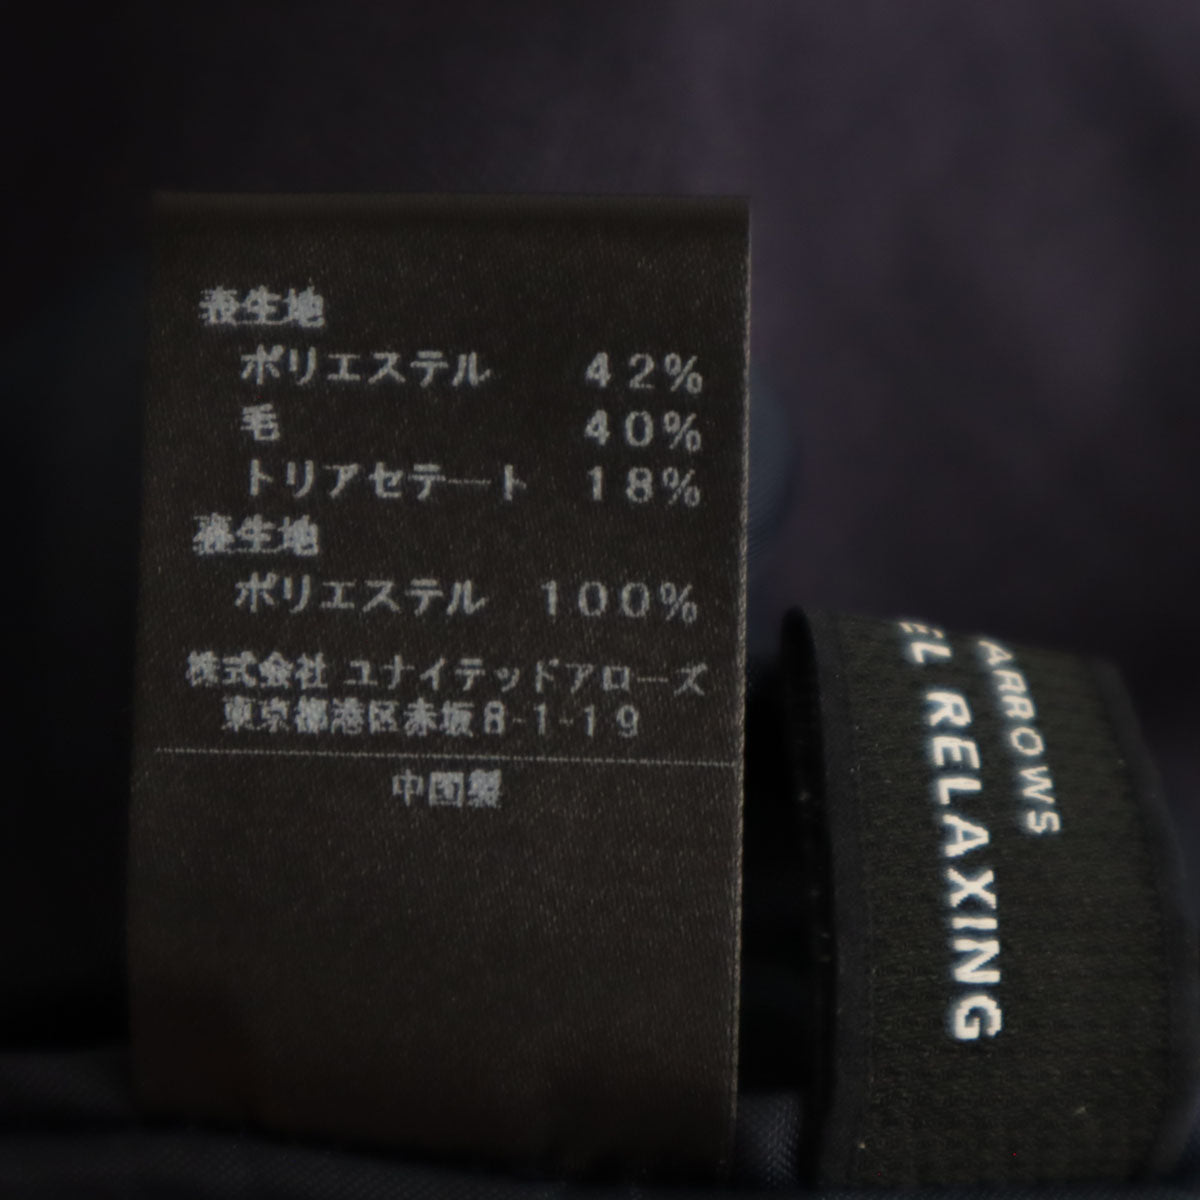 表生地
ポリエステル 42%
毛 40%
トリアセテート 18%
裏生地
ポリエステル 100%
株式会社 ユナイテッドアローズ
東京都港区赤坂8-1-19
中国製
ARROWS
EL RELAXING